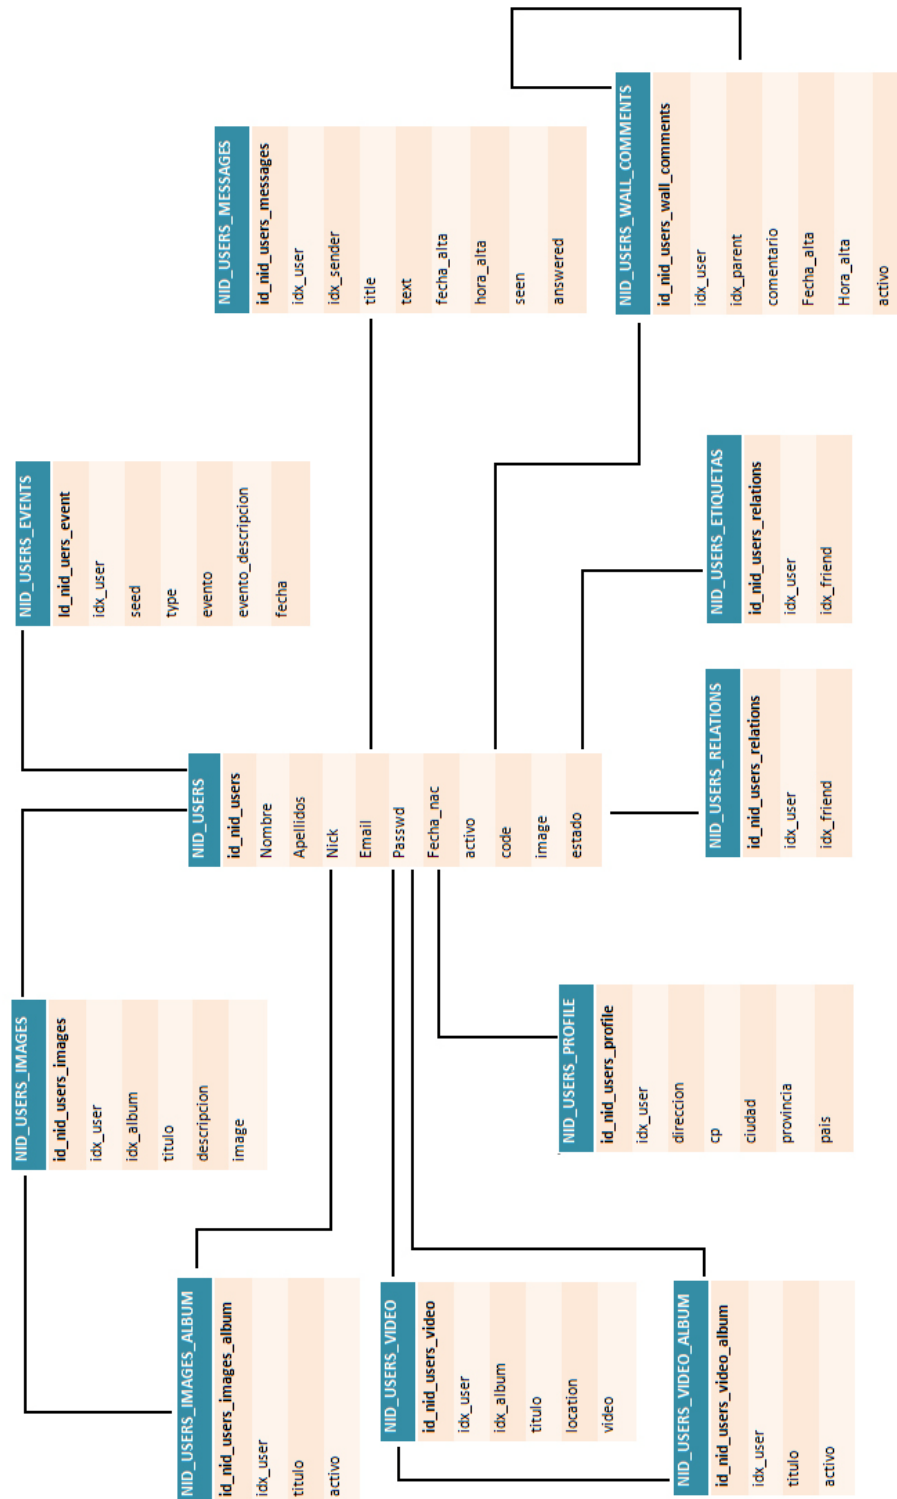 NID_USERS_IMAGES_ALBUM
id_nid_users_images_album
idx_user
titulo
activo
NID_USERS_VIDEO
id_nid_users_video
idx_user
idx_album
titulo
location
video
NID_USERS_VIDEO_ALBUM
id_nid_users_video_album
idx_user
titulo
activo
NID_USERS_IMAGES
id_nid_users_images
idx_user
idx_album
titulo
descripcion
image
NID_USERS_PROFILE
id_nid_users_profile
idx_user
direccion
cp
ciudad
provincia
pais
NID_USERS
id_nid_users
Nombre
Apellidos
Nick
Email
Passwd
Fecha_nac
activo
code
image
estado
NID_USERS_RELATIONS
id_nid_users_relations
idx_user
idx_friend
NID_USERS_EVENTS
Id_nid_uers_event
idx_user
seed
type
evento
evento_descripcion
fecha
NID_USERS_ETIQUETAS
id_nid_users_relations
idx_user
idx_friend
NID_USERS_MESSAGES
id_nid_users_messages
idx_user
idx_sender
title
text
fecha_alta
hora_alta
seen
answered
NID_USERS_WALL_COMMENTS
id_nid_users_wall_comments
idx_user
idx_parent
comentario
Fecha_alta
Hora_alta
activo